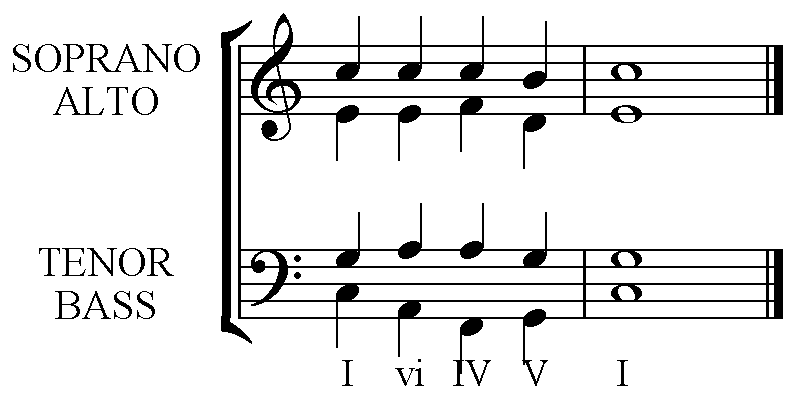 SOPRANO
ALTO
TENOR
BASS
I vi IV V I